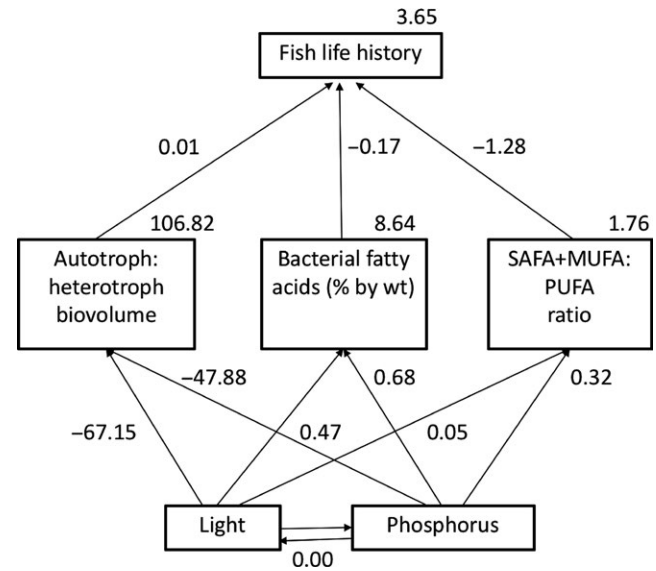 3.65
Fish life history
0.01
−0.17
−1.28
106.82
8.64
1.76
Autotroph:
heterotroph
biovolume
Bacterial fatty
acids (% by wt)
SAFA+MUFA:
PUFA
ratio
−47.88
0.68
0.32
−67.15
0.47
0.05
Light
Phosphorus
0.00